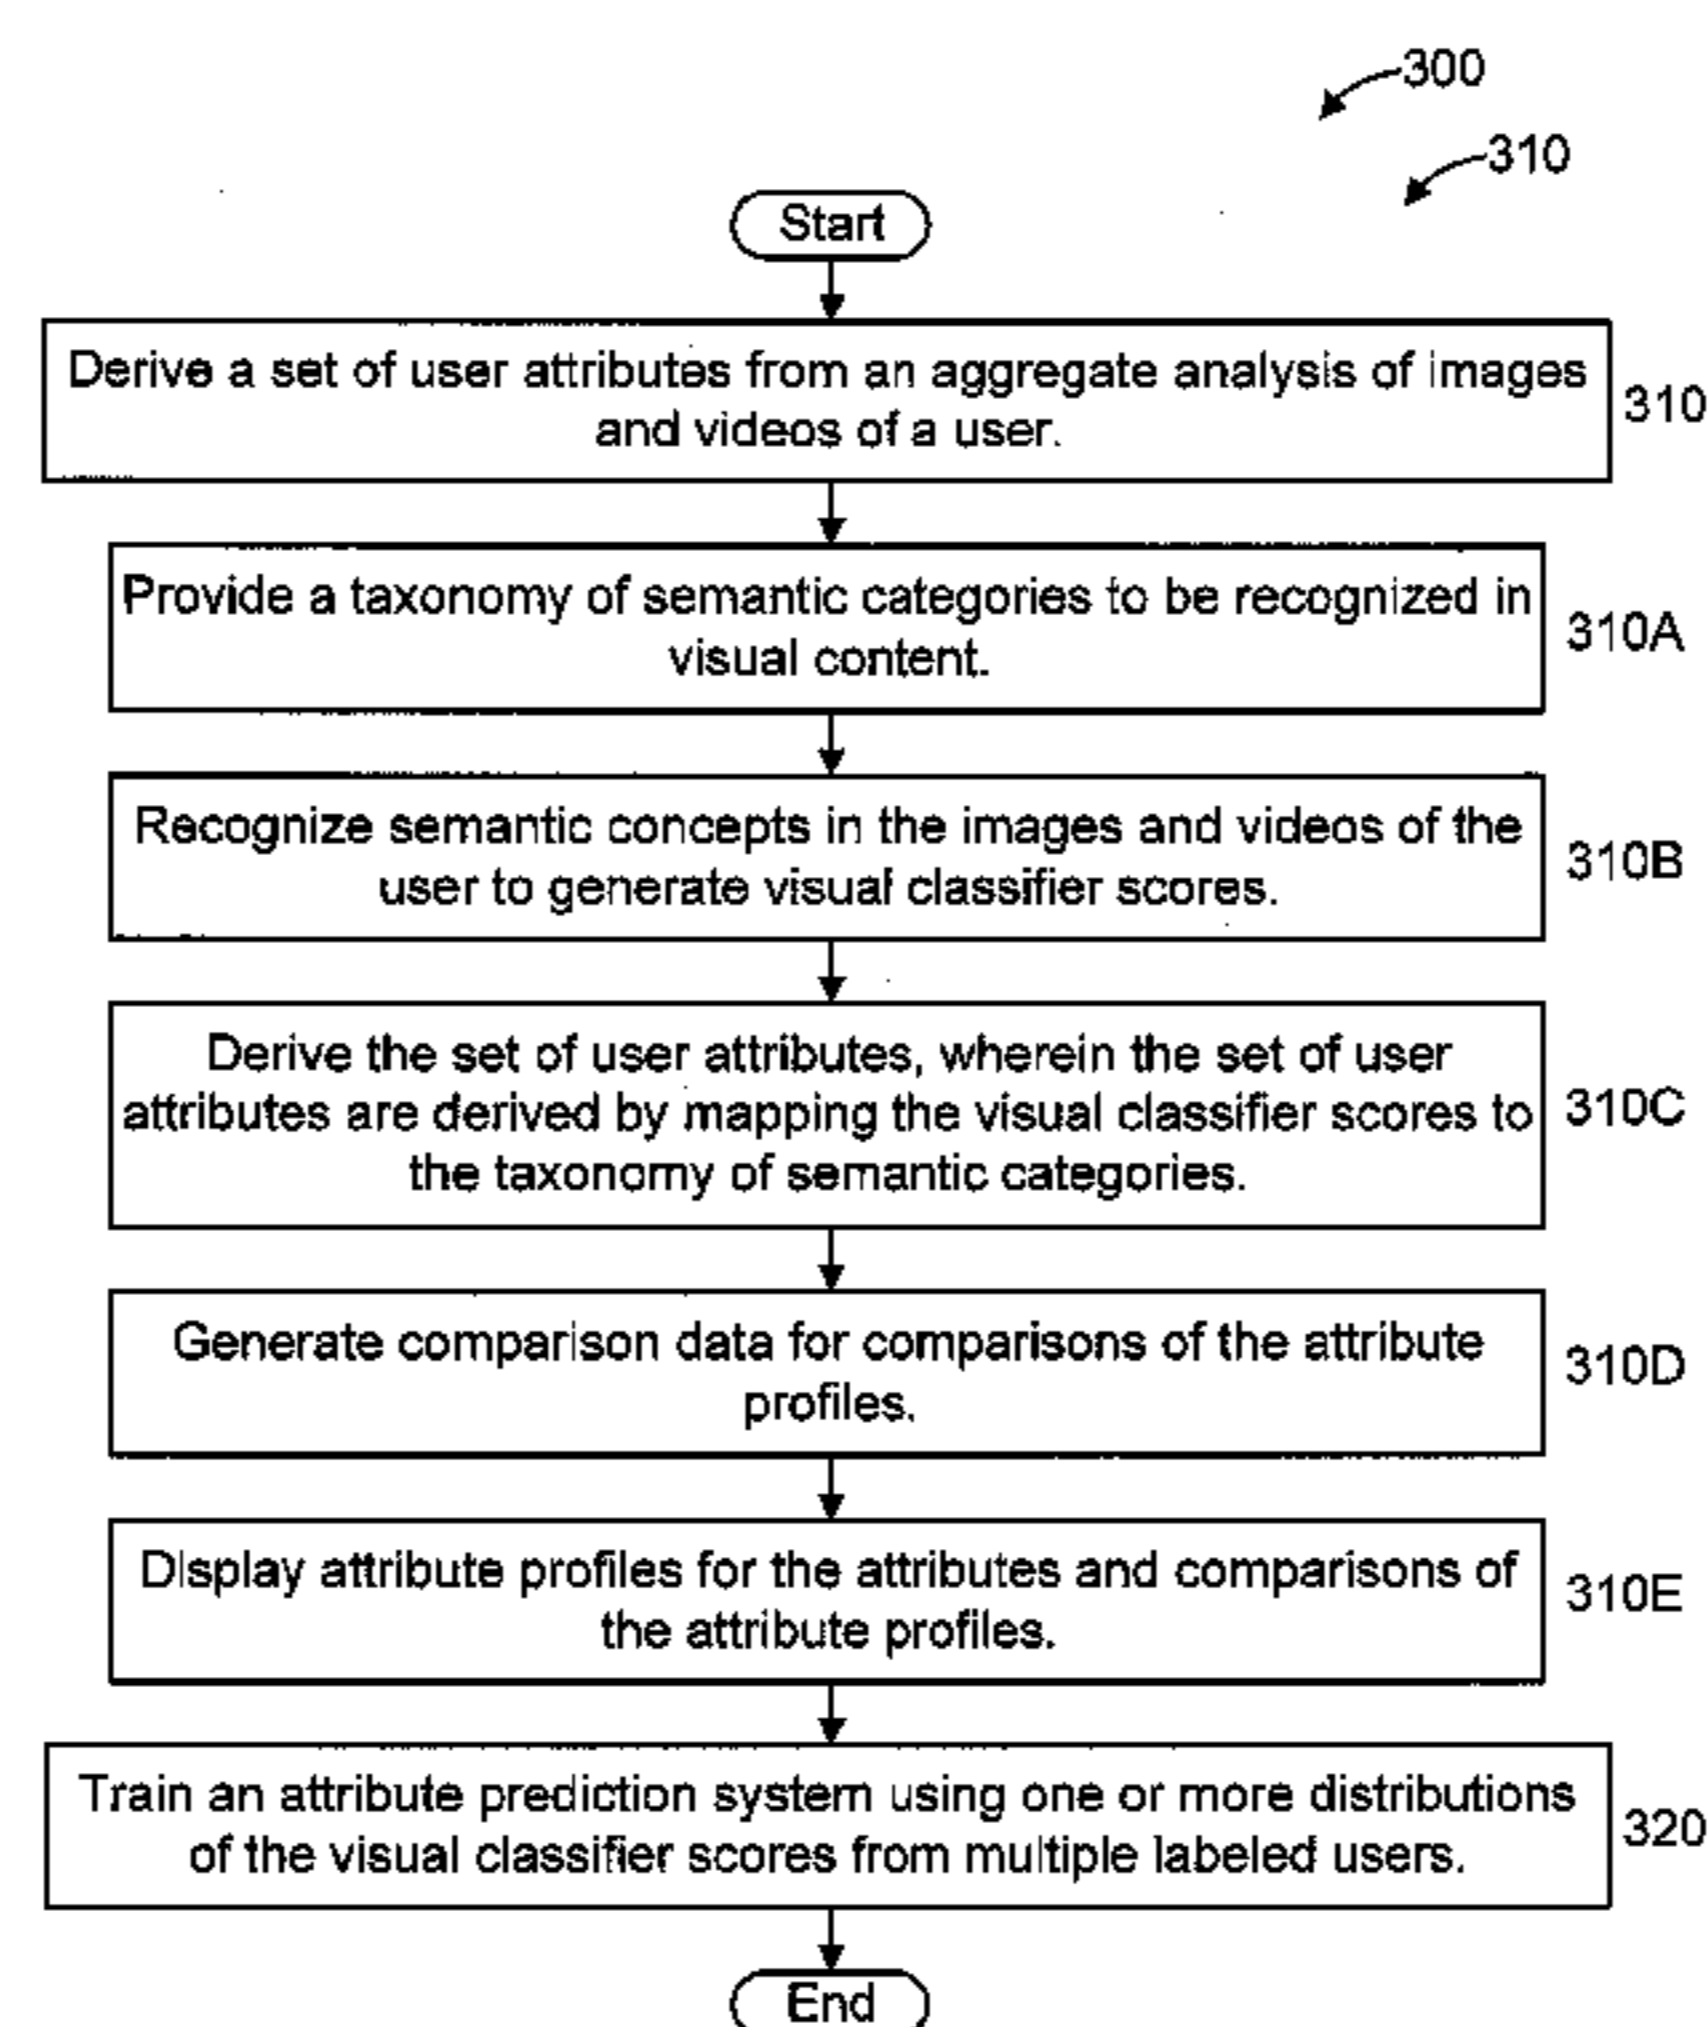 300
310
Start
Derive a set of user attributes from an aggregate analysis of images
and videos of a user.
310
Provide a taxonomy of semantic categories to be recognized in
visual content.
310A
Recognize semantic concepts in the images and videos of the
user to generate visual classifier scores.
310B
Derive the set of user attributes, wherein the set of user
attributes are derived by mapping the visual classifier scores to
the taxonomy of semantic categories.
310C
Generate comparison data for comparisons of the attribute
profiles.
310D
Display attribute profiles for the attributes and comparisons of
the attribute profiles.
310E
Train an attribute prediction system using one or more distributions
of the visual classifier scores from multiple labeled users.
320
End